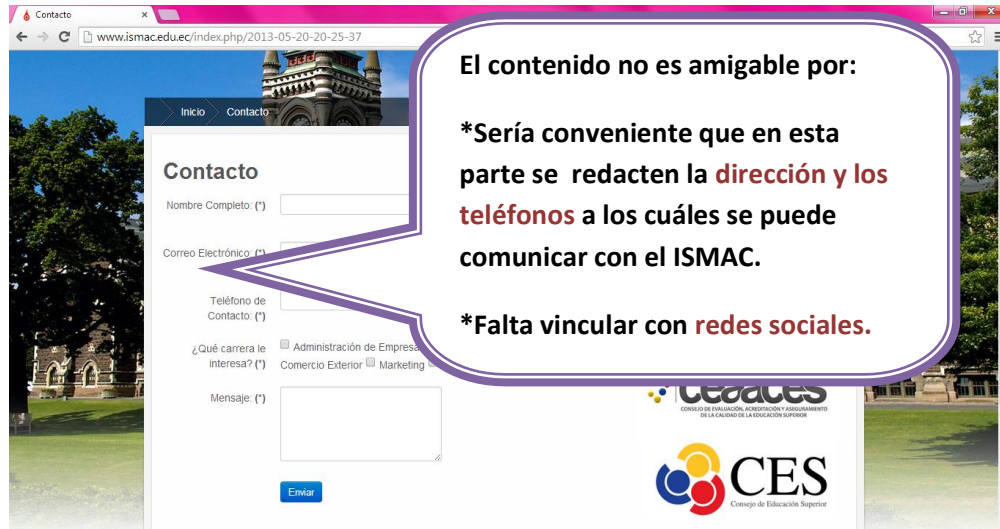 Contacto
www.ismac.edu.ec/index.php/2013-05-20-20-25-37
Inicio Contacto
El contenido no es amigable por:
*Sería conveniente que en esta
parte se redacten la dirección y los
teléfonos a los cuáles se puede
comunicar con el ISMAC.
*Falta vincular con redes sociales.
Contacto
Nombre Completo: (*)
Correo Electrónico: (*)
Teléfono de
Contacto: (*)
¿Qué carrera le
interesa? (*)
Administración de Empresa
Comercio Exterior Marketing
Mensaje: (*)
Enviar
ceaaces
CONSEJO DE EVALUACIÓN, ACREDITACIÓN Y ASEGURAMIENTO
DE LA CALIDAD DE LA EDUCACIÓN SUPERIOR
CES
Consejo de Educación Superior